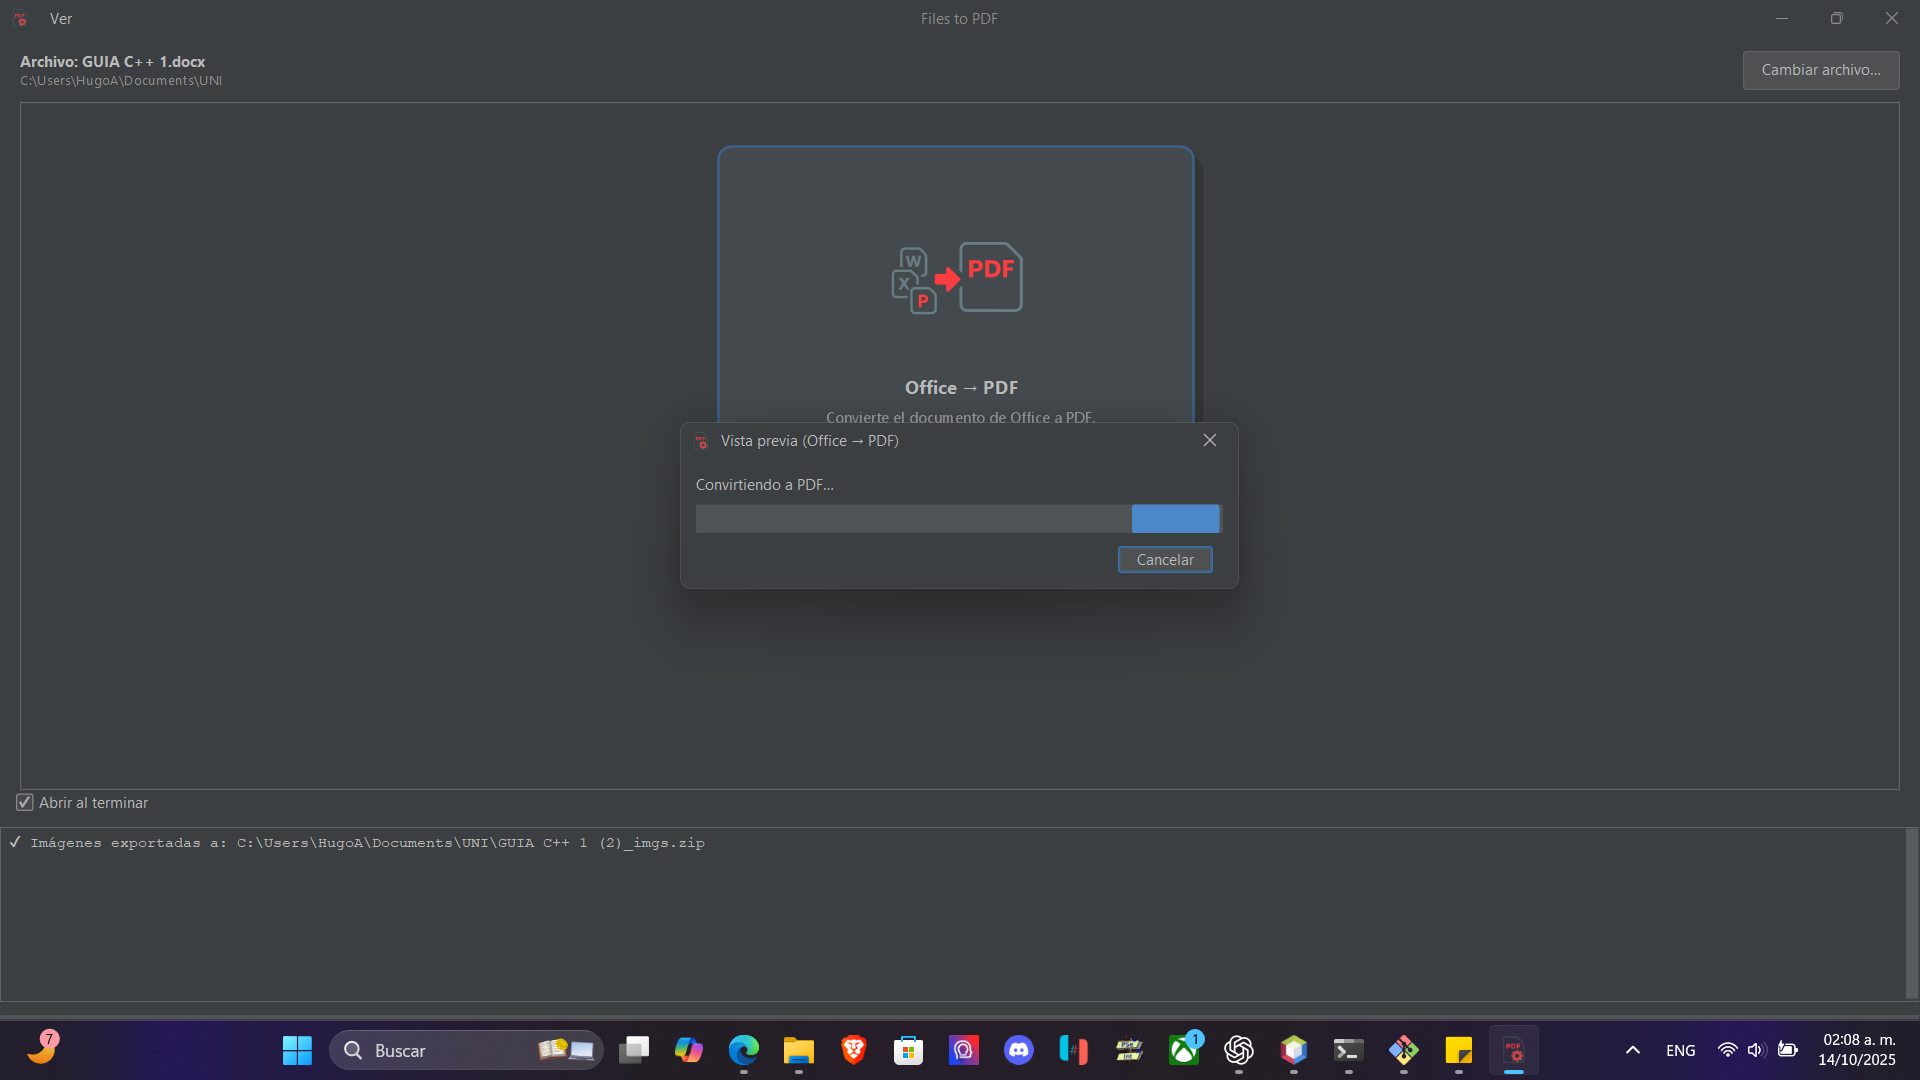 Ver
Files to PDF
Archivo: GUIA C++ 1.docx
C:\Users\HugoA\Documents\UNI
Cambiar archivo...
W
X
P
PDF
Office → PDF
Convierte el documento de Office a PDF.
Vista previa (Office → PDF)
Convirtiendo a PDF...
Cancelar
Abrir al terminar
✓ Imágenes exportadas a: C:\Users\HugoA\Documents\UNI\GUIA C++ 1 (2)_imgs.zip
7
Buscar
1
ENG
02:08 a. m.
14/10/2025